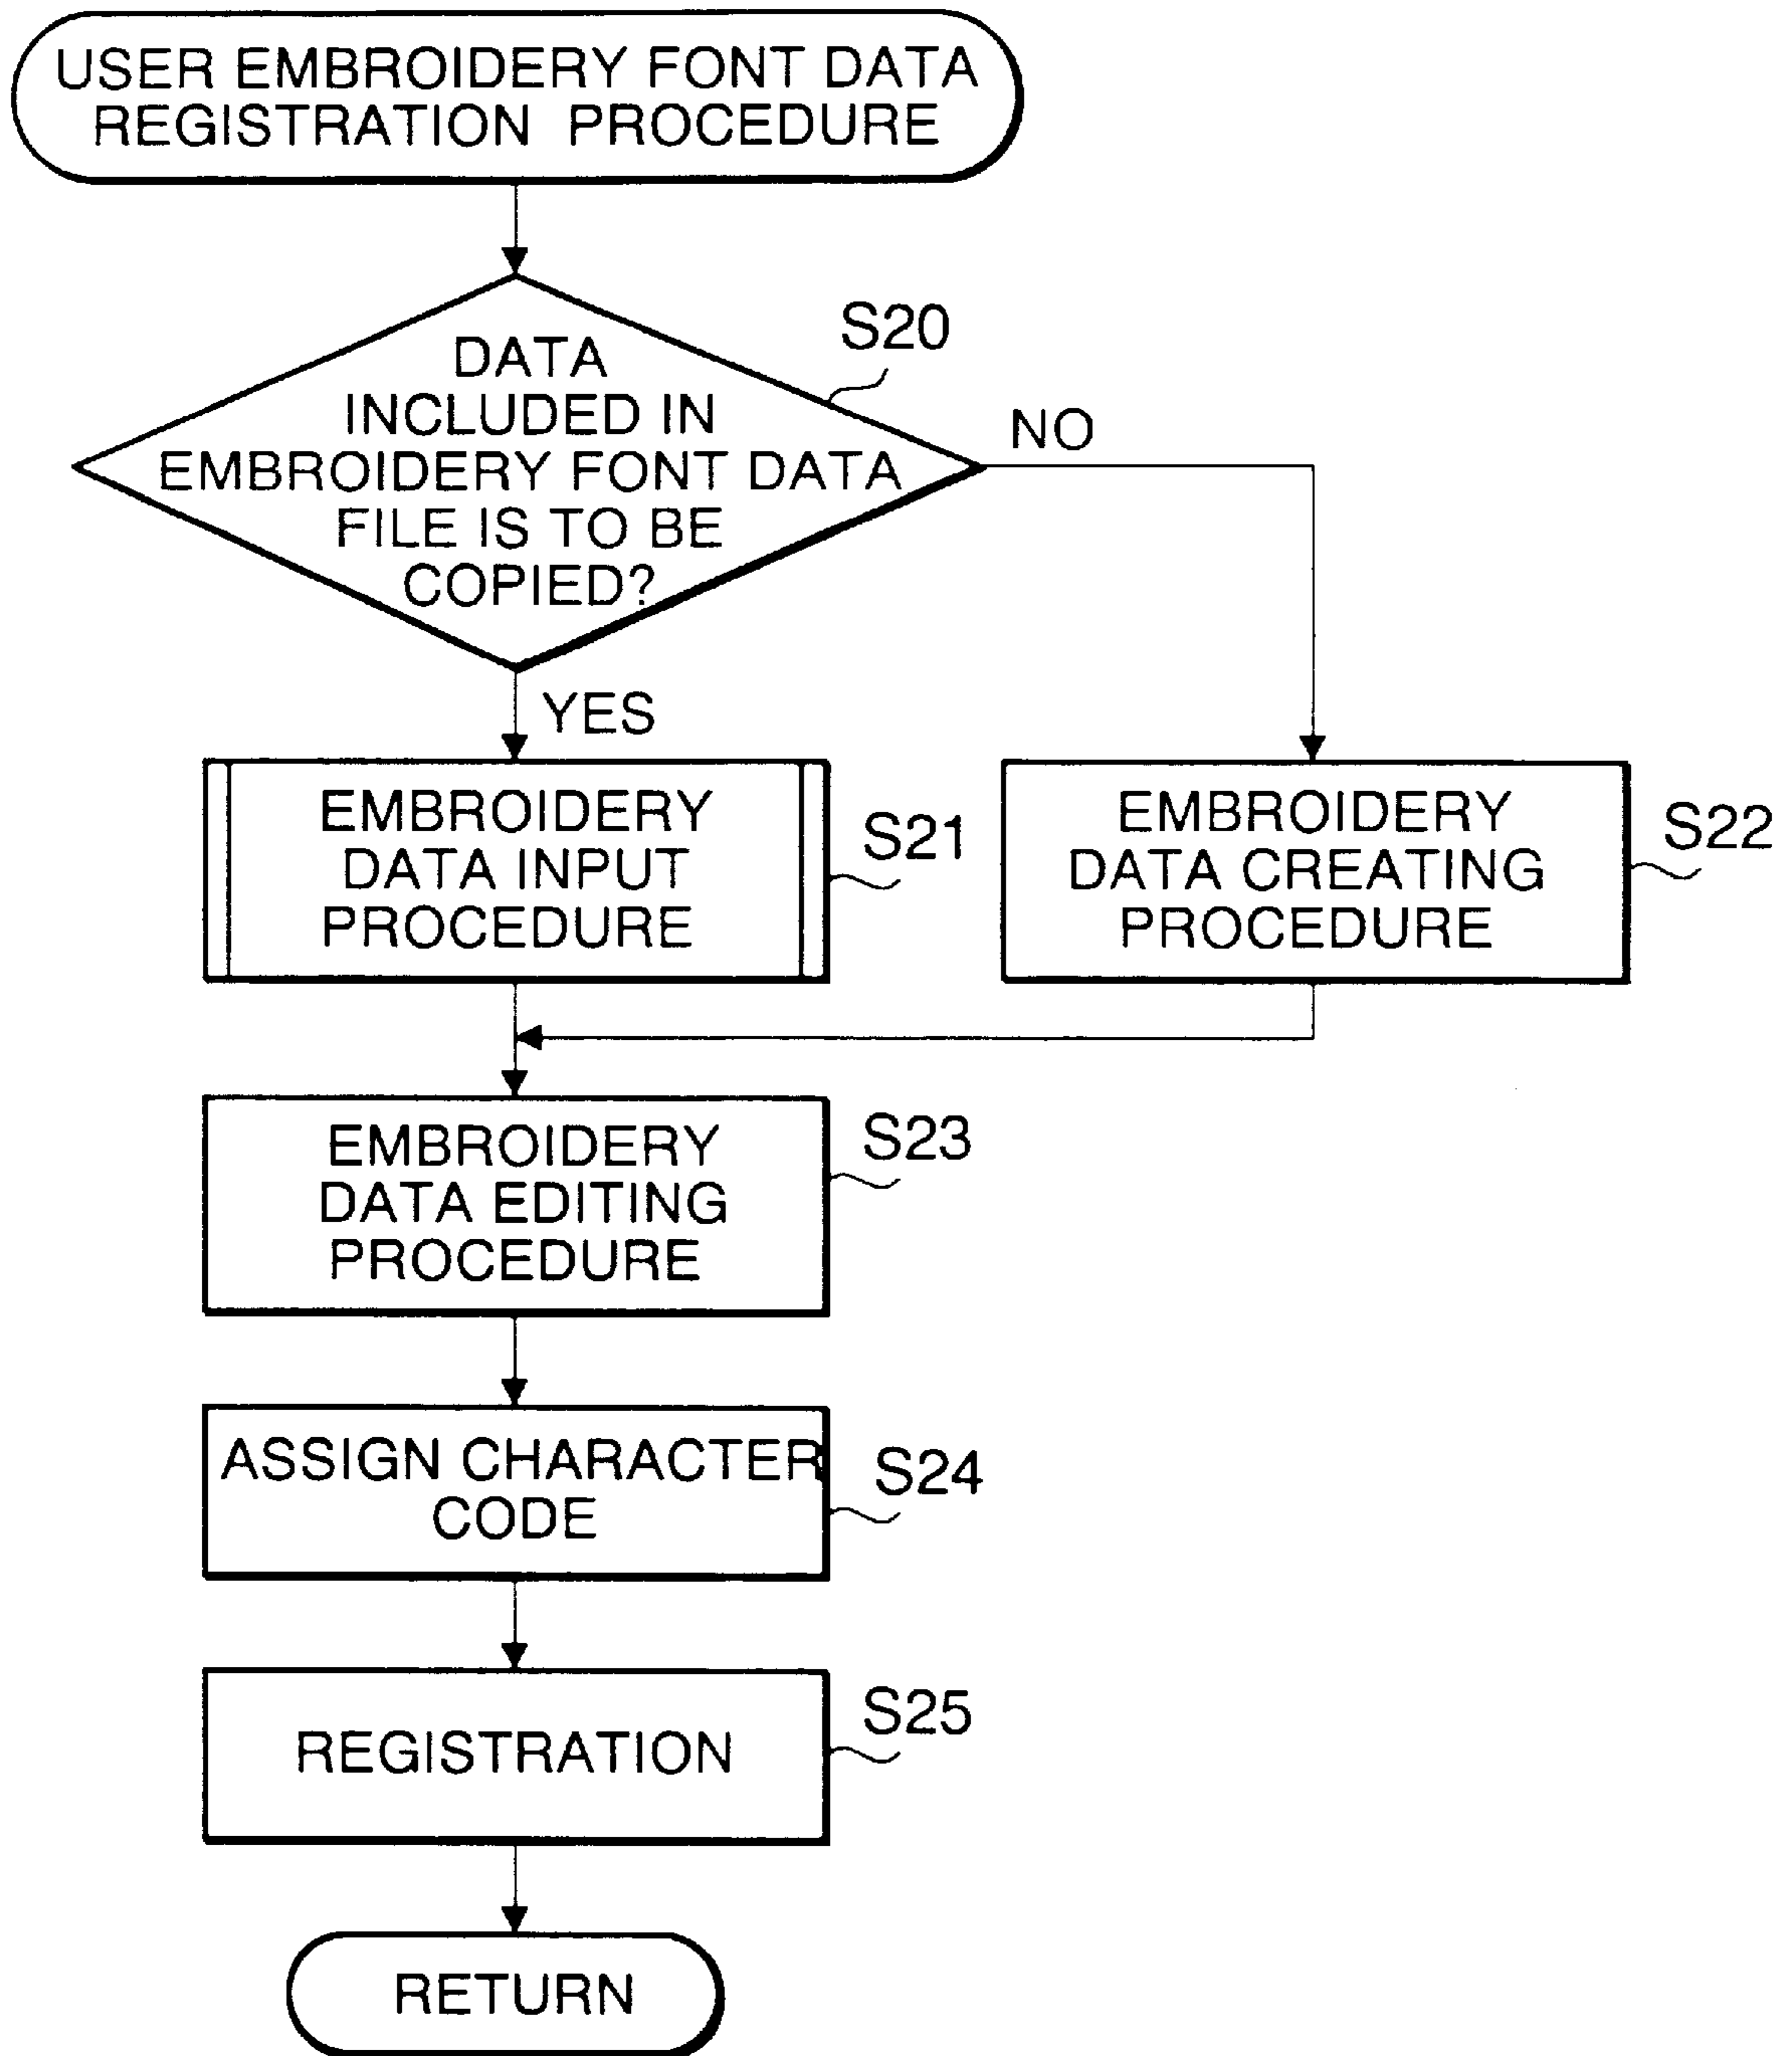 USER EMBROIDERY FONT DATA
REGISTRATION PROCEDURE
S20
DATA
INCLUDED IN
EMBROIDERY FONT DATA
FILE IS TO BE
COPIED?
NO
YES
EMBROIDERY
DATA INPUT
PROCEDURE
S21
EMBROIDERY
DATA CREATING
PROCEDURE
S22
EMBROIDERY
DATA EDITING
PROCEDURE
S23
ASSIGN CHARACTER
CODE
S24
REGISTRATION
S25
RETURN